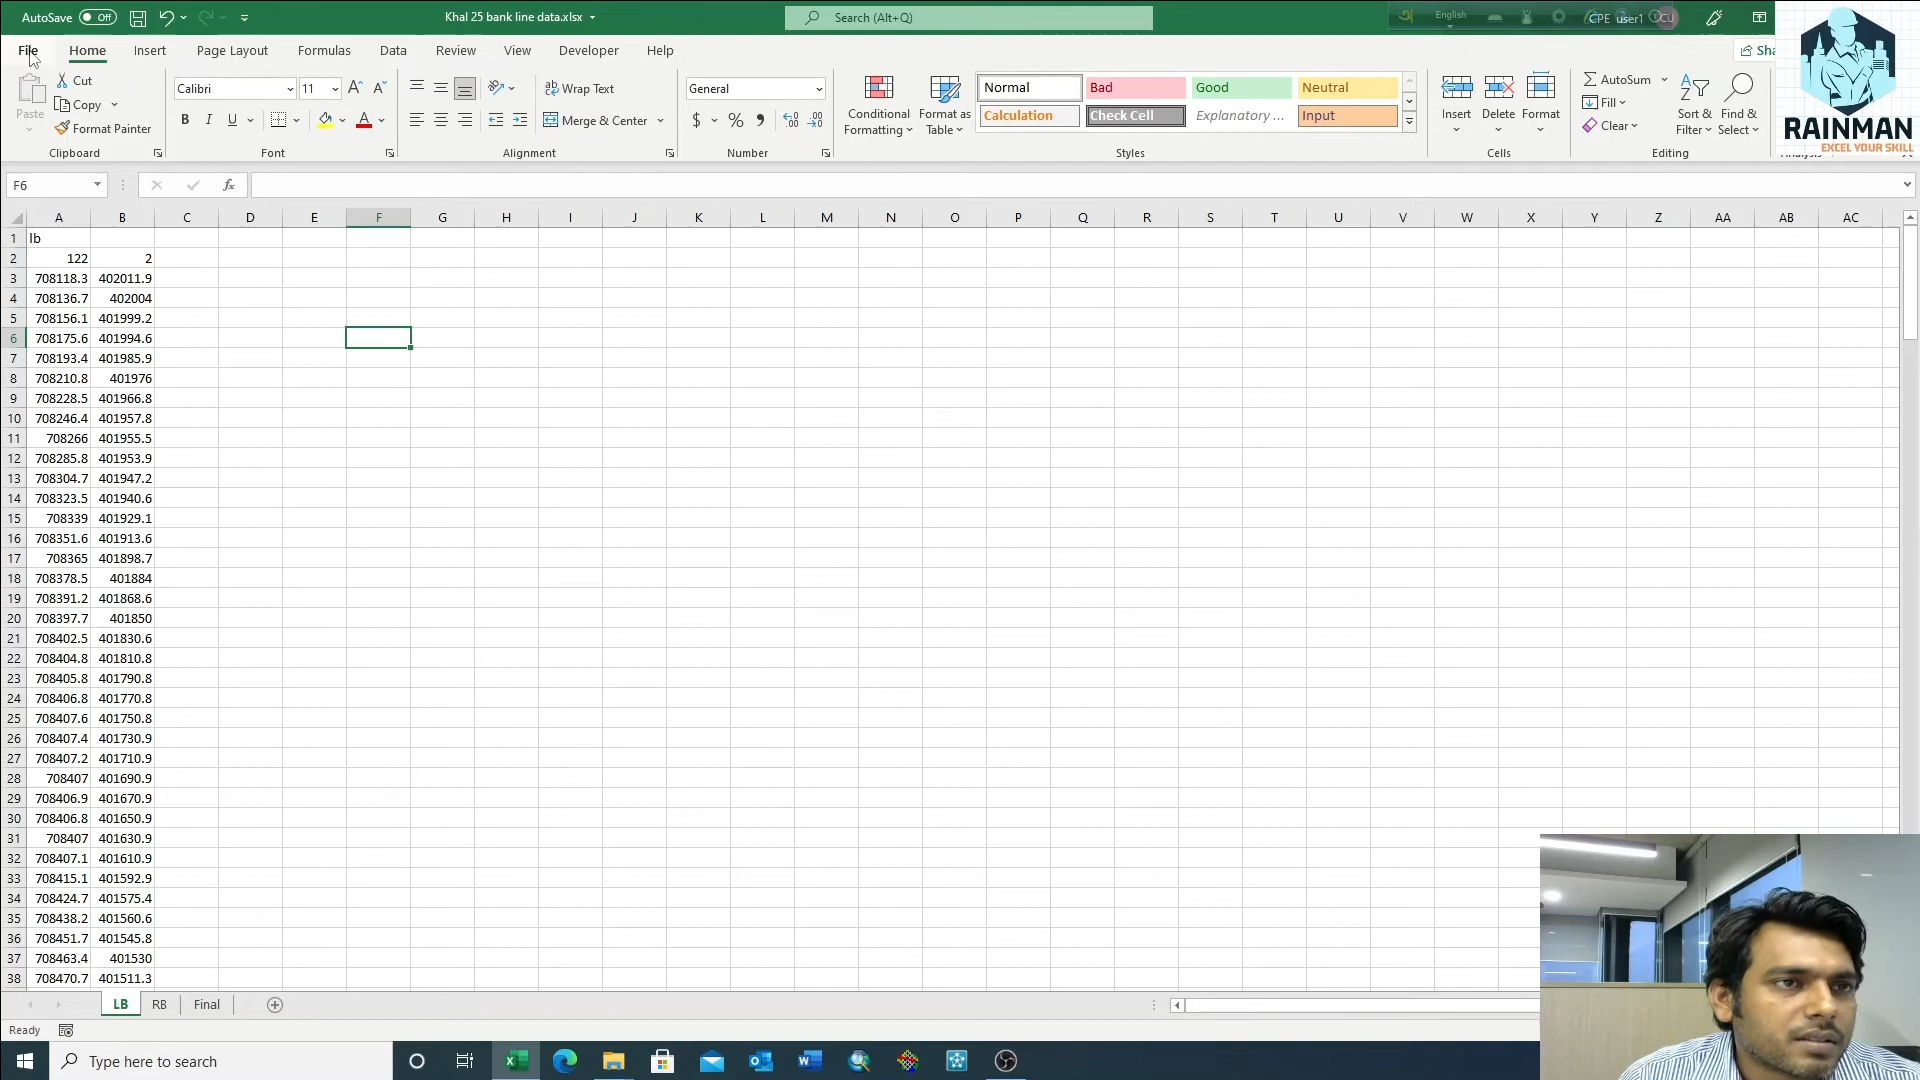 AutoSave Off Khal 25 bank line data.xlsx Search (Alt+Q) English CPE user1 CU
File Home Insert Page Layout Formulas Data Review View Developer Help Sha
Paste Cut Copy Format Painter Clipboard
Calibri 11 B I U Font
Wrap Text Merge & Center Alignment
General $ % Number
Conditional Formatting Format as Table
Normal Bad Good Neutral
Calculation Check Cell Explanatory ... Input
Styles
Insert Delete Format Cells
AutoSum Fill Clear Sort & Filter Find & Select Editing
RAINMAN
EXCEL YOUR SKILL
F6 fx
A B C D E F G H I J K L M N O P Q R S T U V W X Y Z AA AB AC
1 lb
2 122 2
3 708118.3 402011.9
4 708136.7 402004
5 708156.1 401999.2
6 708175.6 401994.6
7 708193.4 401985.9
8 708210.8 401976
9 708228.5 401966.8
10 708246.4 401957.8
11 708266 401955.5
12 708285.8 401953.9
13 708304.7 401947.2
14 708323.5 401940.6
15 708339 401929.1
16 708351.6 401913.6
17 708365 401898.7
18 708378.5 401884
19 708391.2 401868.6
20 708397.7 401850
21 708402.5 401830.6
22 708404.8 401810.8
23 708405.8 401790.8
24 708406.8 401770.8
25 708407.6 401750.8
26 708407.4 401730.9
27 708407.2 401710.9
28 708407 401690.9
29 708406.9 401670.9
30 708406.8 401650.9
31 708407 401630.9
32 708407.1 401610.9
33 708415.1 401592.9
34 708424.7 401575.4
35 708438.2 401560.6
36 708451.7 401545.8
37 708463.4 401530
38 708470.7 401511.3
LB RB Final
Ready
Type here to search